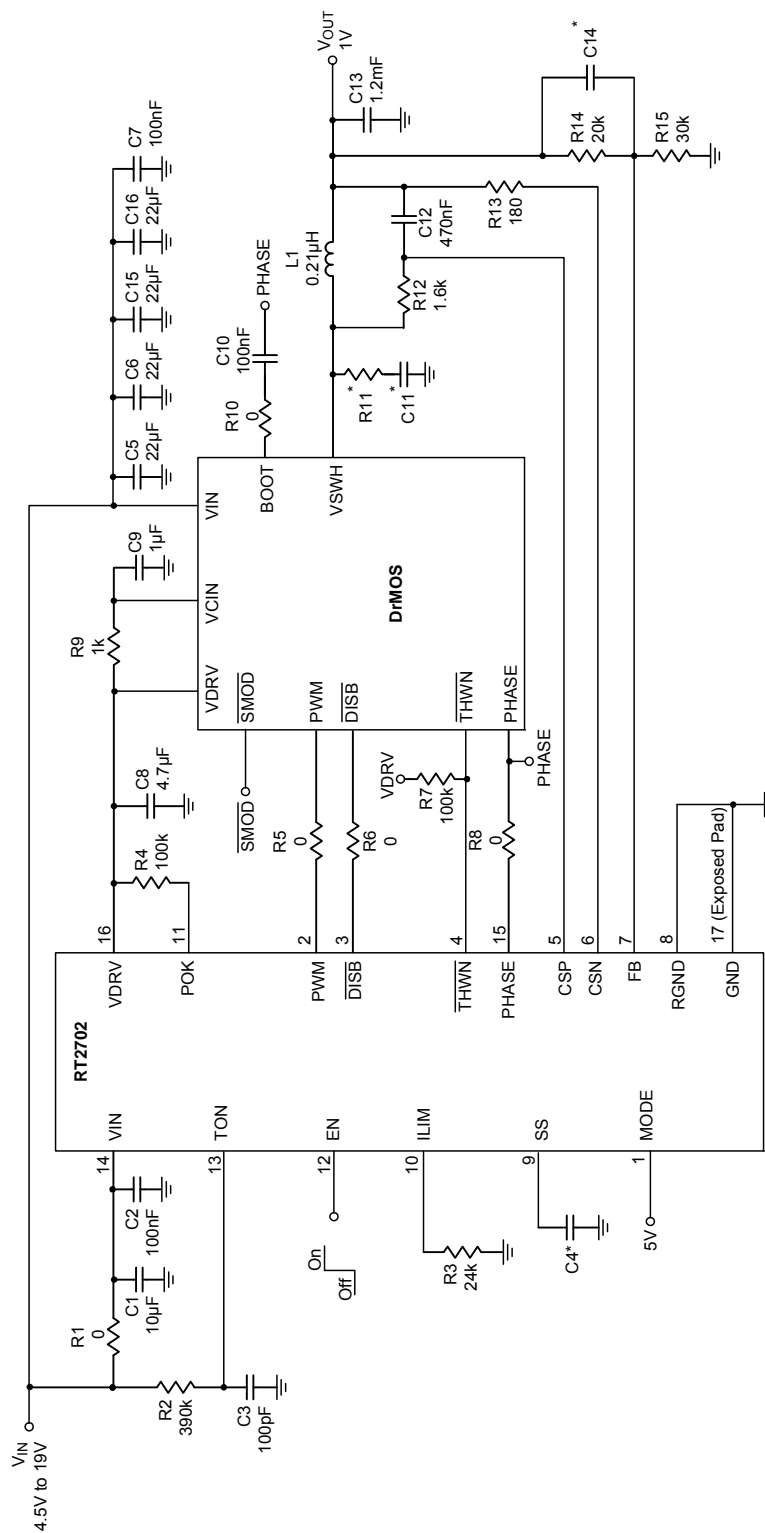 V_IN
4.5V to 19V
R1
0
C1
10µF
C2
100nF
R2
390k
C3
100pF
On
Off
R3
24k
C4*
5V
14
13
12
10
9
1
RT2702
VIN
TON
EN
ILIM
SS
MODE
VDRV
POK
PWM
DISB
THWN
PHASE
CSP
CSN
FB
RGND
GND
16
11
2
3
4
15
5
6
7
8
17 (Exposed Pad)
R4
100k
C8
4.7µF
R9
1k
C9
1µF
SMOD
R5
0
R6
0
VDRV
R7
100k
R8
0
PHASE
DrMOS
VDRV
VCIN
VIN
SMOD
PWM
DISB
THWN
PHASE
BOOT
VSWH
C5
22µF
C6
22µF
C15
22µF
C16
22µF
C7
100nF
R10
0
C10
100nF
PHASE
R11
*
C11
*
L1
0.21µH
R12
1.6k
C12
470nF
R13
180
V_OUT
1V
C13
1.2mF
C14
*
R14
20k
R15
30k